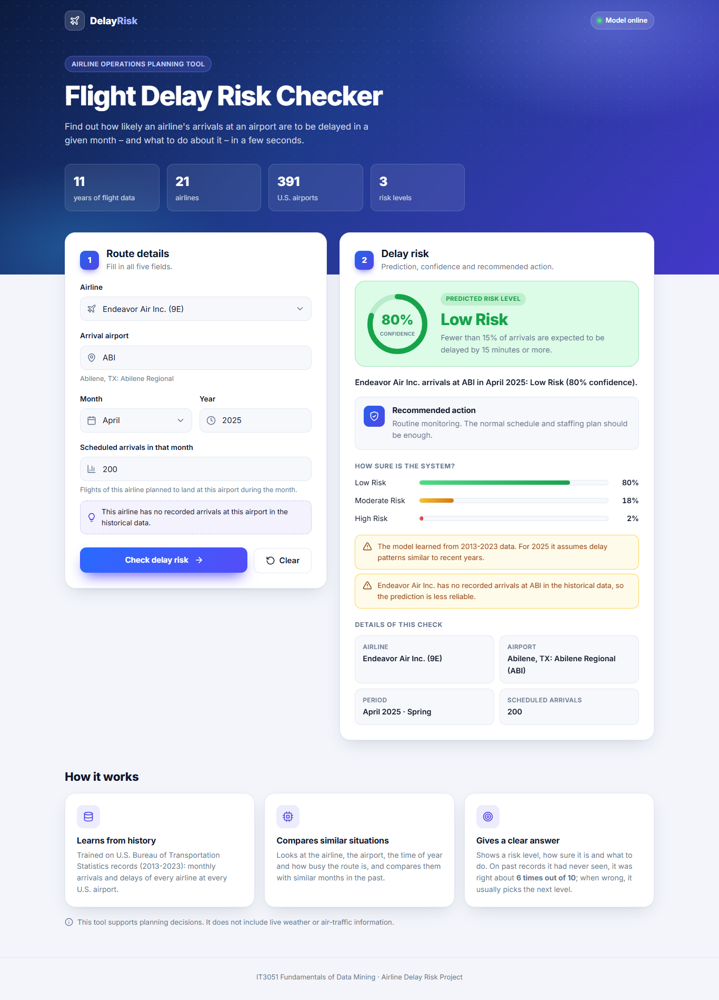 DelayRisk
Model online
AIRLINE OPERATIONS PLANNING TOOL
Flight Delay Risk Checker
Find out how likely an airline's arrivals at an airport are to be delayed in a
given month – and what to do about it – in a few seconds.
11
years of flight data
21
airlines
391
U.S. airports
3
risk levels
1
Route details
Fill in all five fields.
Airline
Endeavor Air Inc. (9E)
Arrival airport
ABI
Abilene, TX: Abilene Regional
Month
Year
April
2025
Scheduled arrivals in that month
200
Flights of this airline planned to land at this airport during the month.
This airline has no recorded arrivals at this airport in the
historical data.
Check delay risk
Clear
2
Delay risk
Prediction, confidence and recommended action.
80%
CONFIDENCE
PREDICTED RISK LEVEL
Low Risk
Fewer than 15% of arrivals are expected to be
delayed by 15 minutes or more.
Endeavor Air Inc. arrivals at ABI in April 2025: Low Risk (80% confidence).
Recommended action
Routine monitoring. The normal schedule and staffing plan should
be enough.
HOW SURE IS THE SYSTEM?
Low Risk 80%
Moderate Risk 18%
High Risk 2%
The model learned from 2013-2023 data. For 2025 it assumes delay
patterns similar to recent years.
Endeavor Air Inc. has no recorded arrivals at ABI in the historical data, so
the prediction is less reliable.
DETAILS OF THIS CHECK
AIRLINE
Endeavor Air Inc. (9E)
AIRPORT
Abilene, TX: Abilene Regional
(ABI)
PERIOD
April 2025 · Spring
SCHEDULED ARRIVALS
200
How it works
Learns from history
Trained on U.S. Bureau of Transportation
Statistics records (2013-2023): monthly
arrivals and delays of every airline at every
U.S. airport.
Compares similar situations
Looks at the airline, the airport, the time of year
and how busy the route is, and compares them
with similar months in the past.
Gives a clear answer
Shows a risk level, how sure it is and what to
do. On past records it had never seen, it was
right about 6 times out of 10; when wrong, it
usually picks the next level.
This tool supports planning decisions. It does not include live weather or air-traffic information.
IT3051 Fundamentals of Data Mining · Airline Delay Risk Project